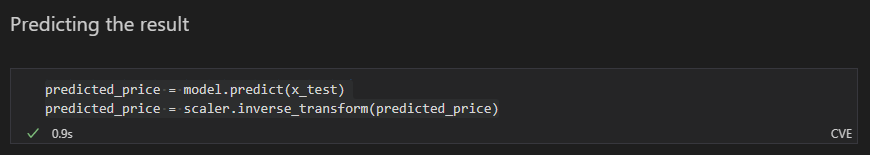 Predicting the result
predicted_price = model.predict(x_test)
predicted_price = scaler.inverse_transform(predicted_price)
0.9s
CVE